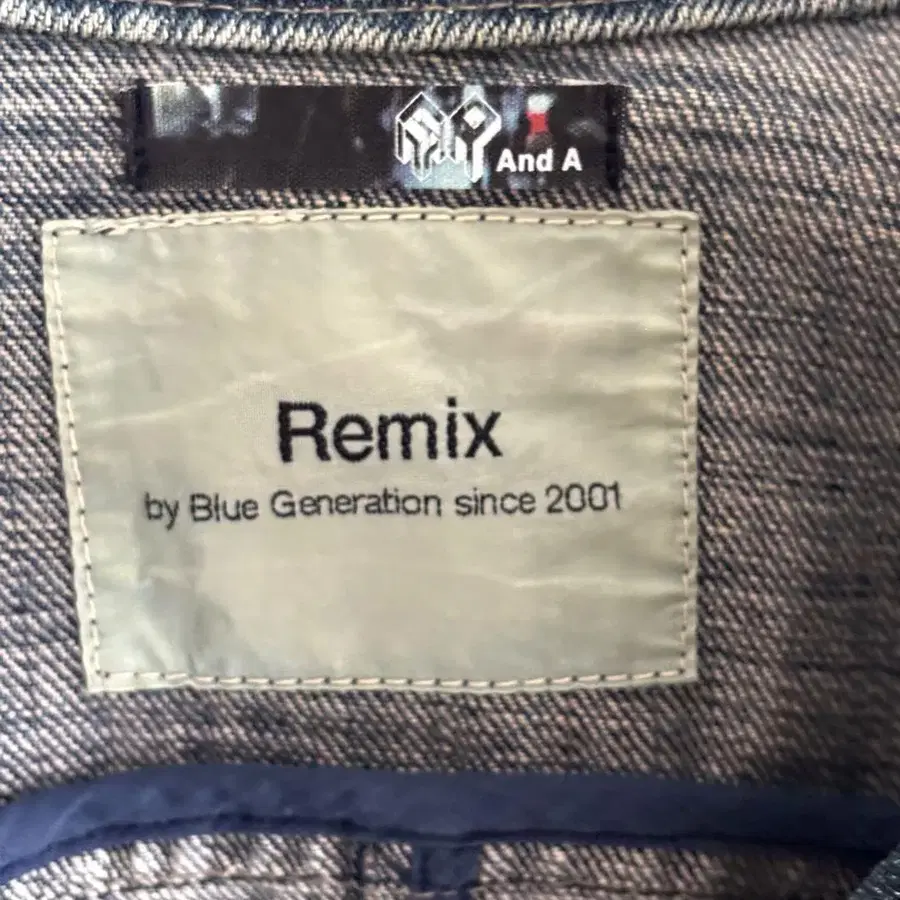 And A
Remix
by Blue Generation since 2001